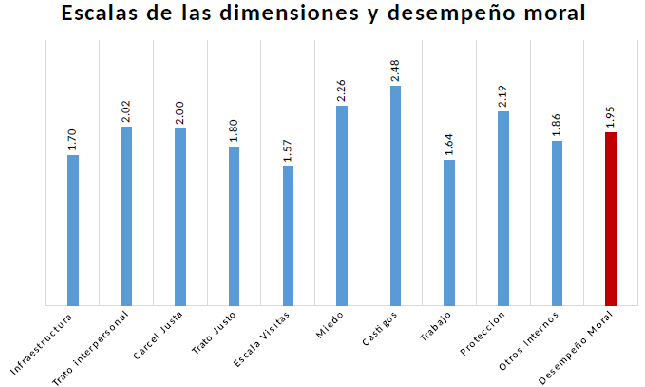 Escalas de las dimensiones y desempeño moral
1.70
2.02
2.00
1.80
1.57
2.26
2.48
1.64
2.19
1.86
1.95
Infraestructura
Trato interpersonal
Carcel Justa
Trato Justo
Escala Visitas
Miedo
Castigos
Trabajo
Proteccion
Otros Internos
Desempeño Moral